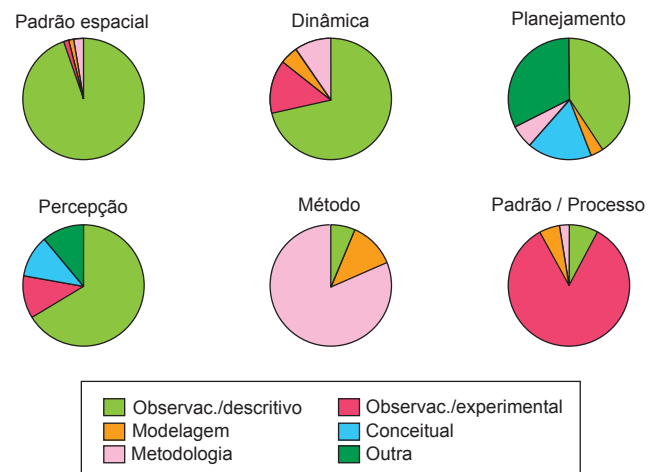 Padrão espacial
Dinâmica
Planejamento
Percepção
Método
Padrão / Processo
Observac./descritivo
Observac./experimental
Modelagem
Conceitual
Metodologia
Outra